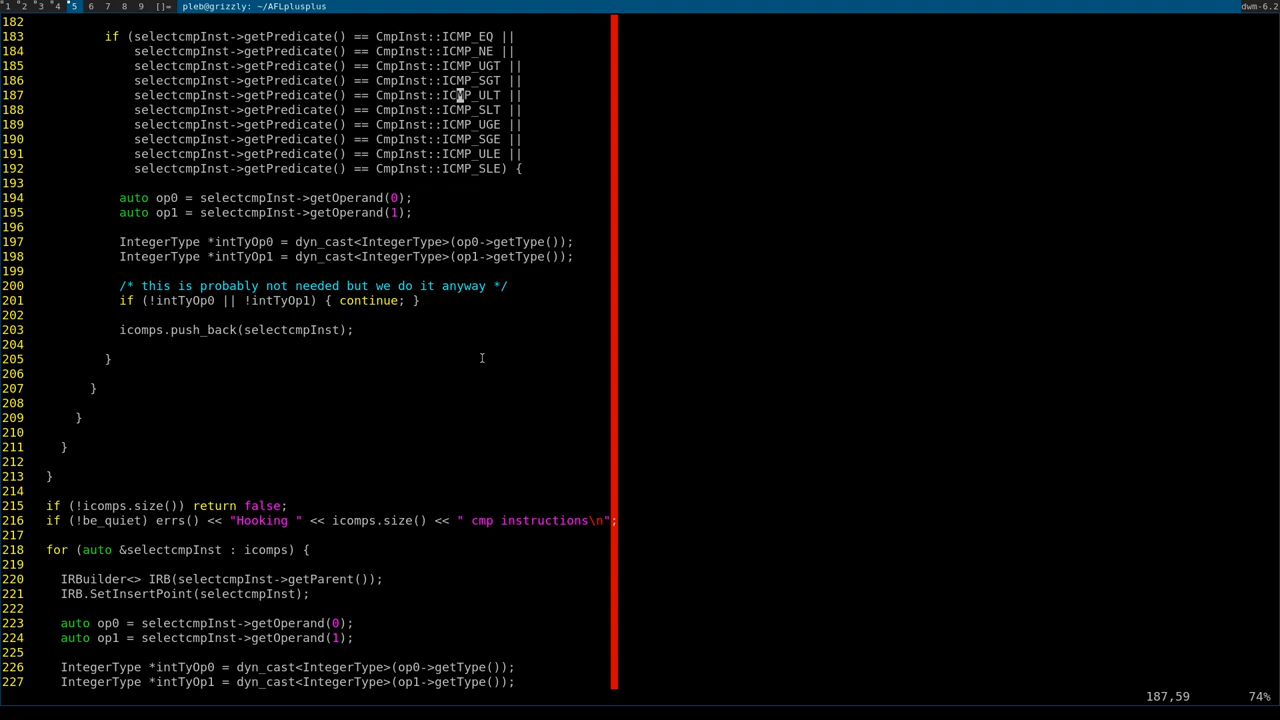 1 2 3 4 5 6 7 8 9 []= pleb@grizzly: ~/AFLplusplus dwm-6.2
182
183 if (selectcmpInst->getPredicate() == CmpInst::ICMP_EQ ||
184 selectcmpInst->getPredicate() == CmpInst::ICMP_NE ||
185 selectcmpInst->getPredicate() == CmpInst::ICMP_UGT ||
186 selectcmpInst->getPredicate() == CmpInst::ICMP_SGT ||
187 selectcmpInst->getPredicate() == CmpInst::ICMP_ULT ||
188 selectcmpInst->getPredicate() == CmpInst::ICMP_SLT ||
189 selectcmpInst->getPredicate() == CmpInst::ICMP_UGE ||
190 selectcmpInst->getPredicate() == CmpInst::ICMP_SGE ||
191 selectcmpInst->getPredicate() == CmpInst::ICMP_ULE ||
192 selectcmpInst->getPredicate() == CmpInst::ICMP_SLE) {
193
194 auto op0 = selectcmpInst->getOperand(0);
195 auto op1 = selectcmpInst->getOperand(1);
196
197 IntegerType *intTyOp0 = dyn_cast<IntegerType>(op0->getType());
198 IntegerType *intTyOp1 = dyn_cast<IntegerType>(op1->getType());
199
200 /* this is probably not needed but we do it anyway */
201 if (!intTyOp0 || !intTyOp1) { continue; }
202
203 icomps.push_back(selectcmpInst);
204
205 }
206
207 }
208
209 }
210
211 }
212
213 }
214
215 if (!icomps.size()) return false;
216 if (!be_quiet) errs() << "Hooking " << icomps.size() << " cmp instructions\n";
217
218 for (auto &selectcmpInst : icomps) {
219
220 IRBuilder<> IRB(selectcmpInst->getParent());
221 IRB.SetInsertPoint(selectcmpInst);
222
223 auto op0 = selectcmpInst->getOperand(0);
224 auto op1 = selectcmpInst->getOperand(1);
225
226 IntegerType *intTyOp0 = dyn_cast<IntegerType>(op0->getType());
227 IntegerType *intTyOp1 = dyn_cast<IntegerType>(op1->getType());
187,59 74%